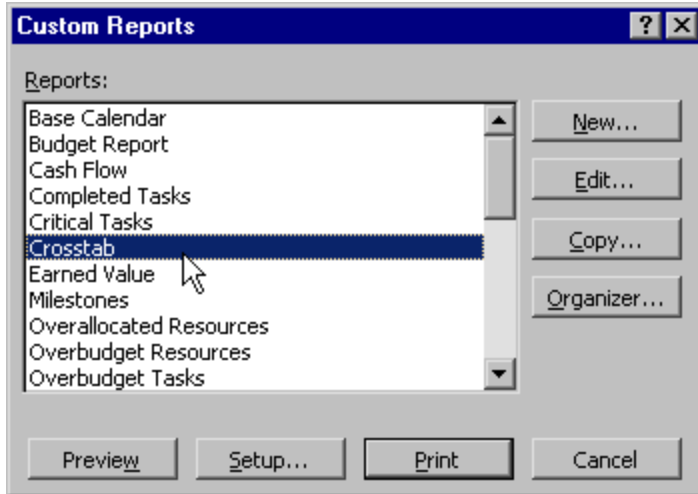 Custom Reports
Reports:
Base Calendar
Budget Report
Cash Flow
Completed Tasks
Critical Tasks
Crosstab
Earned Value
Milestones
Overallocated Resources
Overbudget Resources
Overbudget Tasks
New...
Edit...
Copy...
Organizer...
Preview
Setup...
Print
Cancel